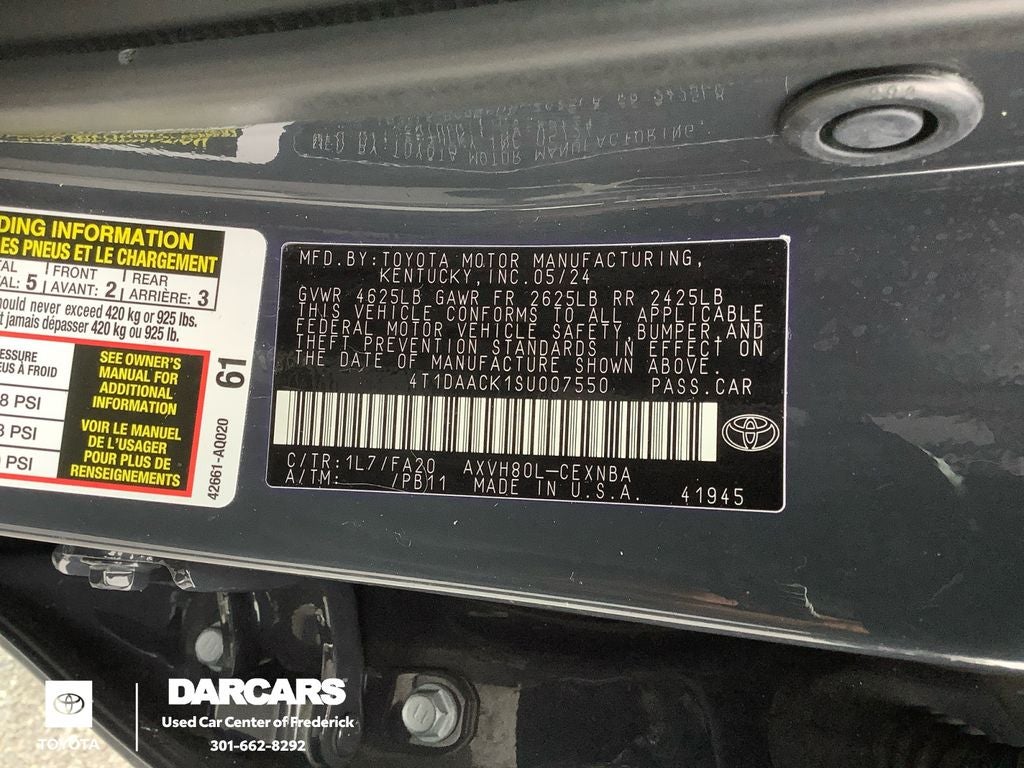 DING INFORMATION
ES PNEUS ET LE CHARGEMENT
TAL FRONT REAR
AL: 5 AVANT: 2 ARRIÈRE: 3
hould never exceed 420 kg or 925 lbs.
t jamais dépasser 420 kg ou 925 lb.
ESSURE
US À FROID
8 PSI
8 PSI
PSI
SEE OWNER'S
MANUAL FOR
ADDITIONAL
INFORMATION
VOIR LE MANUEL
DE L'USAGER
POUR PLUS DE
RENSEIGNEMENTS
61
42661-AQ020
MFD.BY:TOYOTA MOTOR MANUFACTURING,
KENTUCKY,INC.05/24
GVWR 4625LB GAWR FR 2625LB RR 2425LB
THIS VEHICLE CONFORMS TO ALL APPLICABLE
FEDERAL MOTOR VEHICLE SAFETY,BUMPER,AND
THEFT PREVENTION STANDARDS IN EFFECT ON
THE DATE OF MANUFACTURE SHOWN ABOVE.
4T1DAACK1SU007550 PASS.CAR
C/TR:1L7/FA20 AXVH80L-CEXNBA
A/TM: /PB11 MADE IN U.S.A. 41945
TOYOTA
DARCARS
Used Car Center of Frederick
301-662-8292